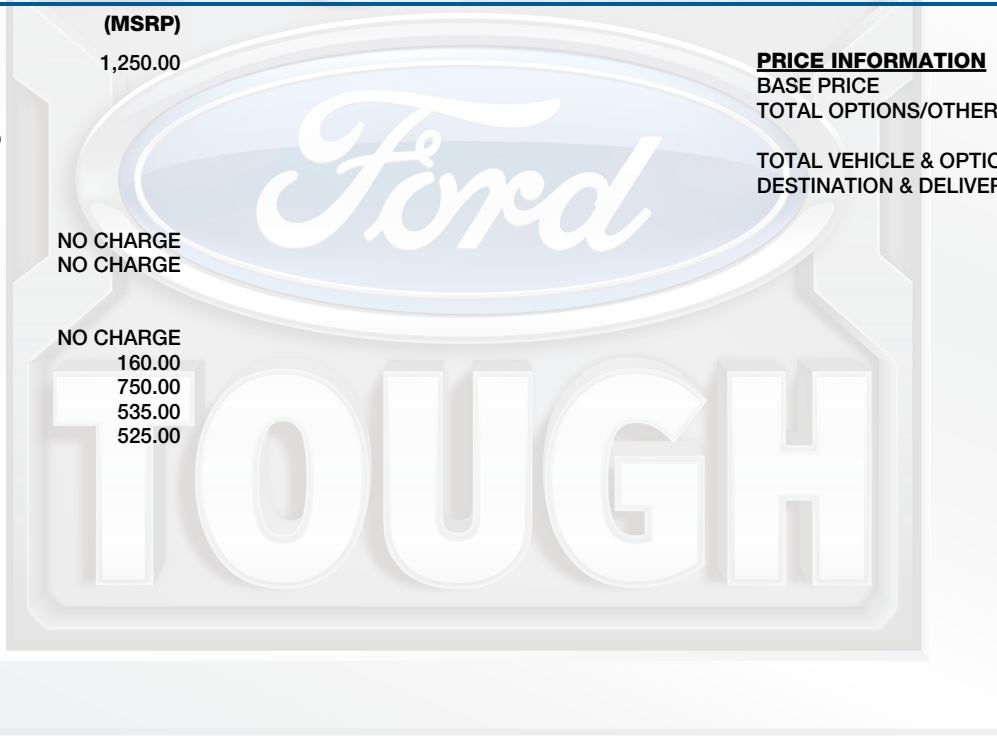 (MSRP)
1,250.00
NO CHARGE
NO CHARGE
NO CHARGE
160.00
750.00
535.00
525.00
PRICE INFORMATION
BASE PRICE
TOTAL OPTIONS/OTHER
TOTAL VEHICLE & OPTIO
DESTINATION & DELIVER
Ford
TOUGH